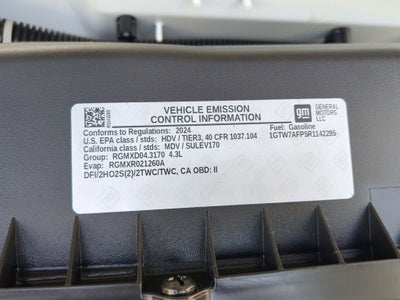 VEHICLE EMISSION
CONTROL INFORMATION
gm
GENERAL
MOTORS LLC
Conforms to Regulations: 2024
Fuel: Gasoline
U.S. EPA class / stds: HDV / TIER3, 40 CFR 1037.104
1GTW7AFP5R1142285
California class / stds: MDV / SULEV170
Group: RGMXD04.3170 4.3L
Evap: RGMXR021260A
DFI/2HO2S(2)/2TWC/TWC, CA OBD: II